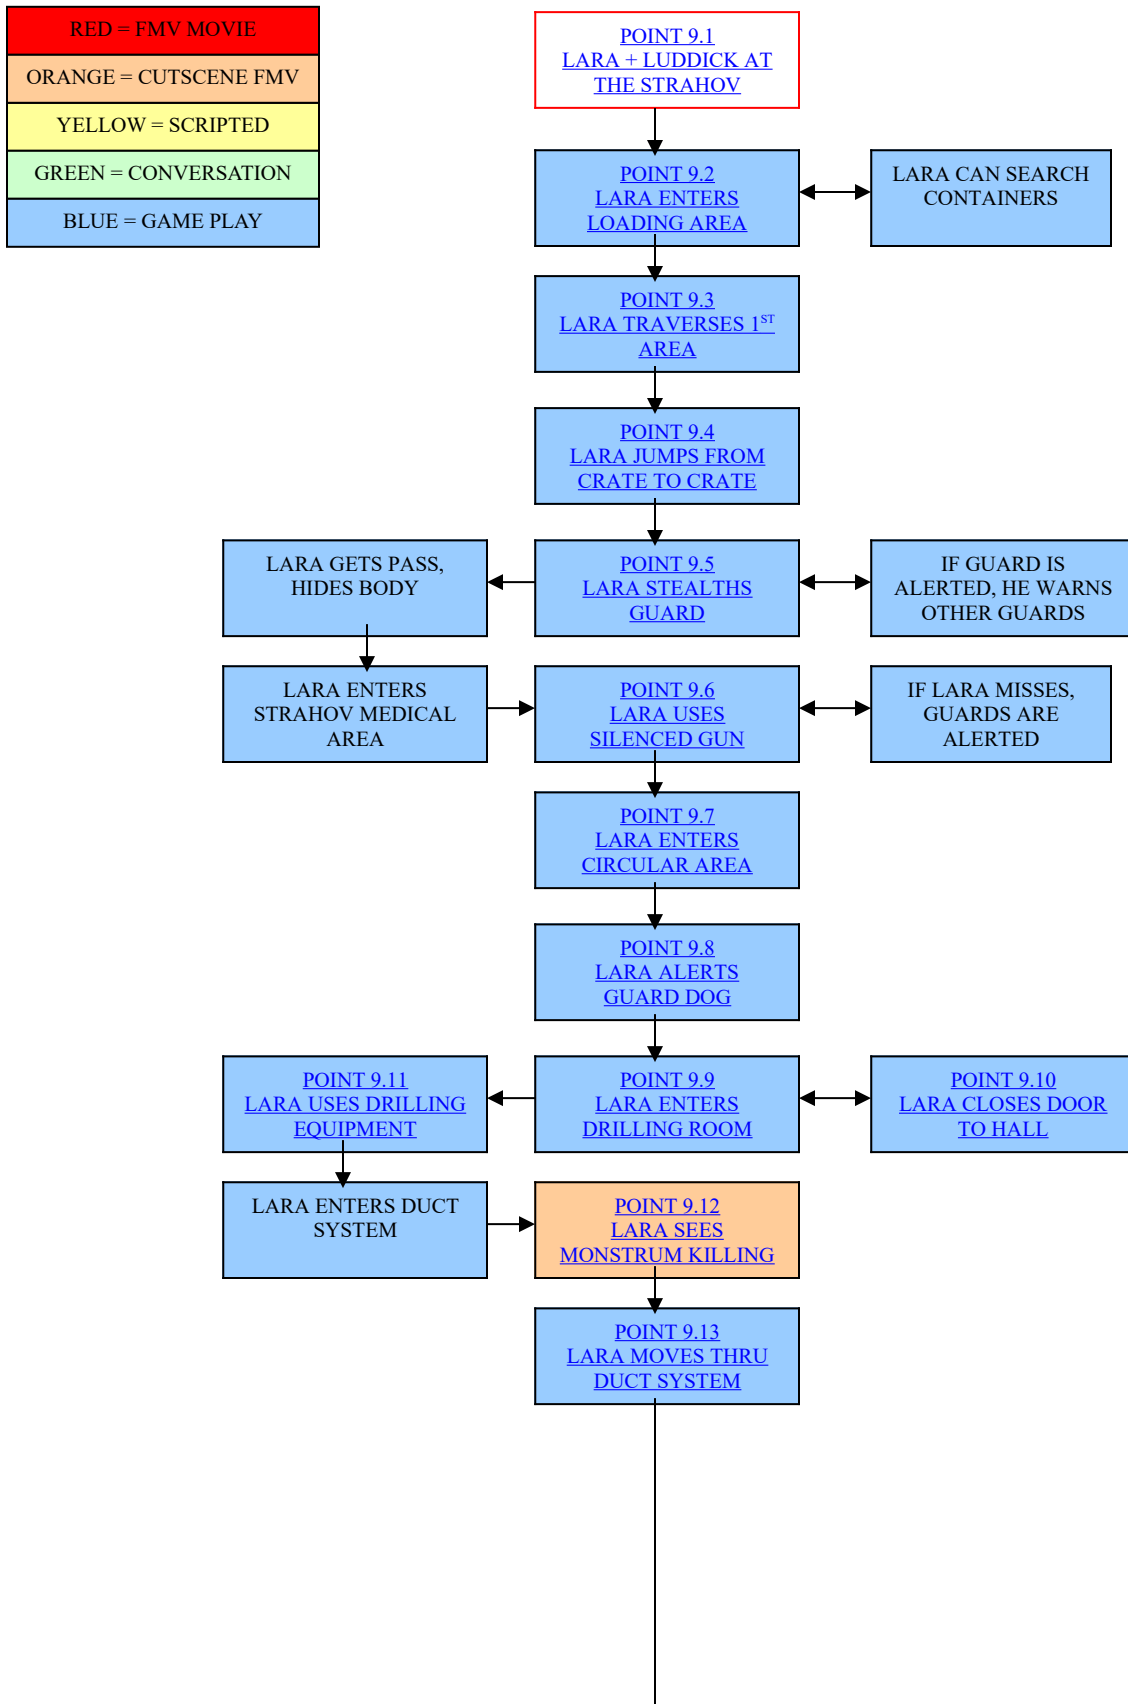 RED = FMV MOVIE
ORANGE = CUTSCENE FMV
YELLOW = SCRIPTED
GREEN = CONVERSATION
BLUE = GAME PLAY
POINT 9.1
LARA + LUDDICK AT
THE STRAHOV
POINT 9.2
LARA ENTERS
LOADING AREA
LARA CAN SEARCH
CONTAINERS
POINT 9.3
LARA TRAVERSES 1ST
AREA
POINT 9.4
LARA JUMPS FROM
CRATE TO CRATE
LARA GETS PASS,
HIDES BODY
POINT 9.5
LARA STEALTHS
GUARD
IF GUARD IS
ALERTED, HE WARNS
OTHER GUARDS
LARA ENTERS
STRAHOV MEDICAL
AREA
POINT 9.6
LARA USES
SILENCED GUN
IF LARA MISSES,
GUARDS ARE
ALERTED
POINT 9.7
LARA ENTERS
CIRCULAR AREA
POINT 9.8
LARA ALERTS
GUARD DOG
POINT 9.11
LARA USES DRILLING
EQUIPMENT
POINT 9.9
LARA ENTERS
DRILLING ROOM
POINT 9.10
LARA CLOSES DOOR
TO HALL
LARA ENTERS DUCT
SYSTEM
POINT 9.12
LARA SEES
MONSTRUM KILLING
POINT 9.13
LARA MOVES THRU
DUCT SYSTEM